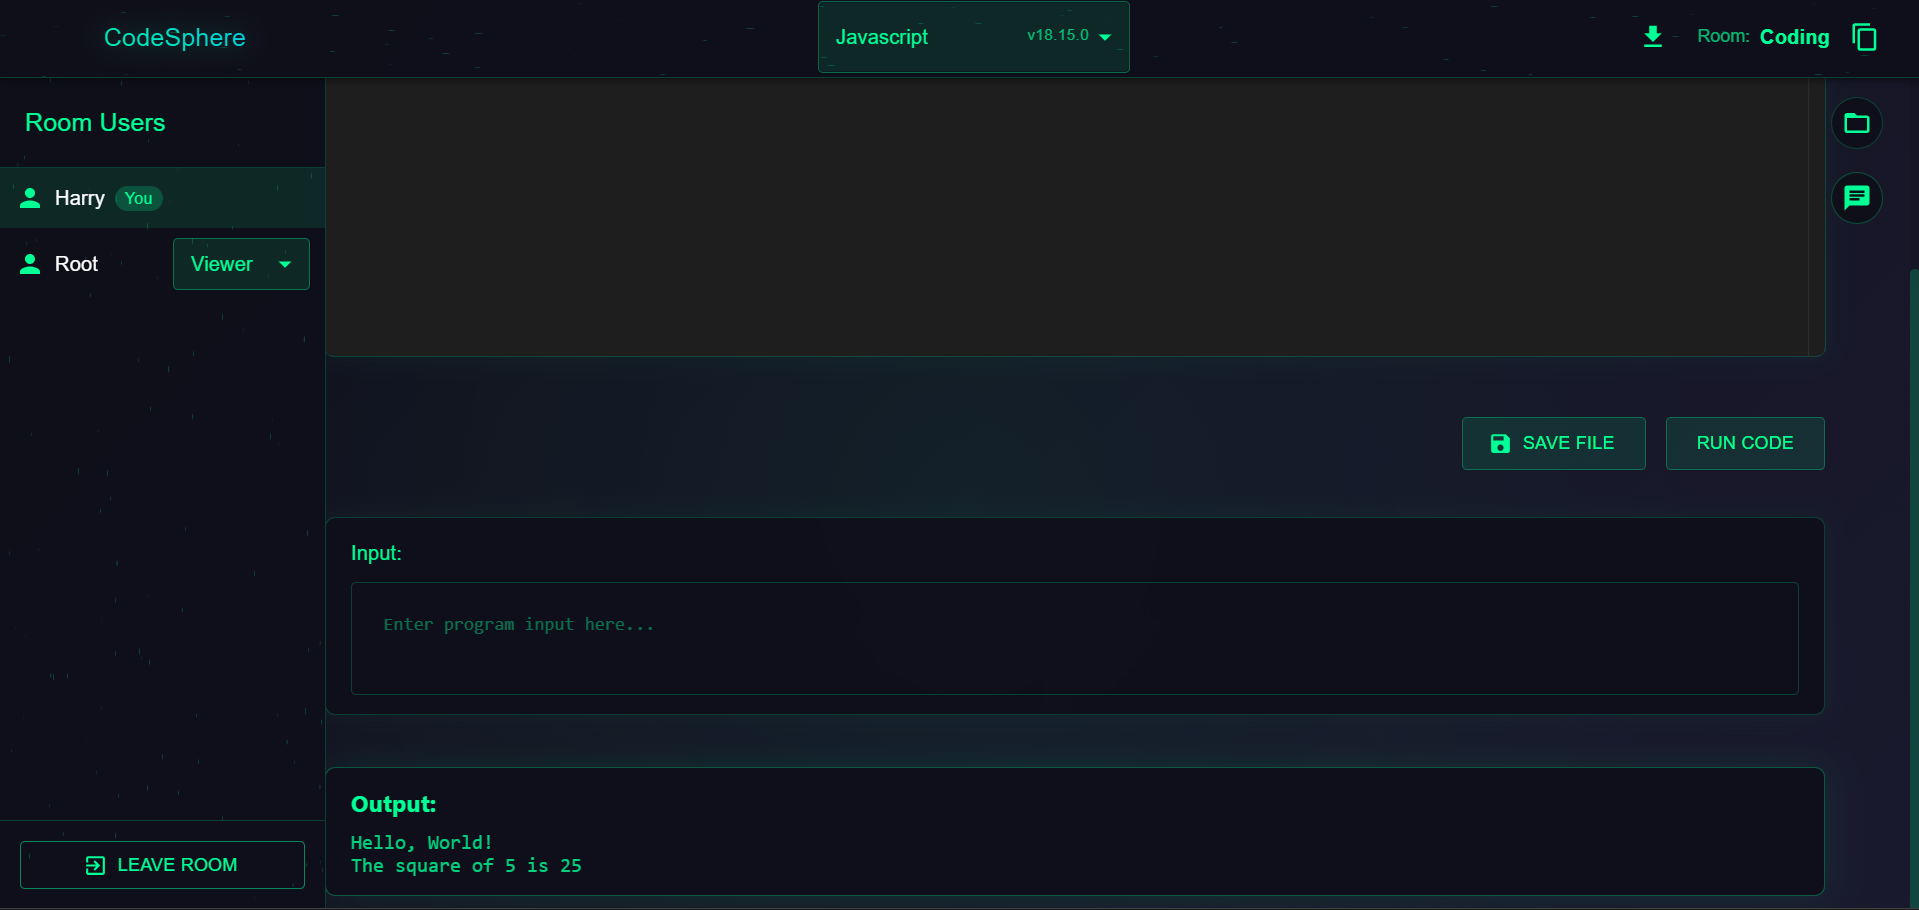 CodeSphere
Javascript v18.15.0
Room: Coding
Room Users
Harry You
Root Viewer
SAVE FILE
RUN CODE
Input:
Enter program input here...
Output:
Hello, World!
The square of 5 is 25
LEAVE ROOM